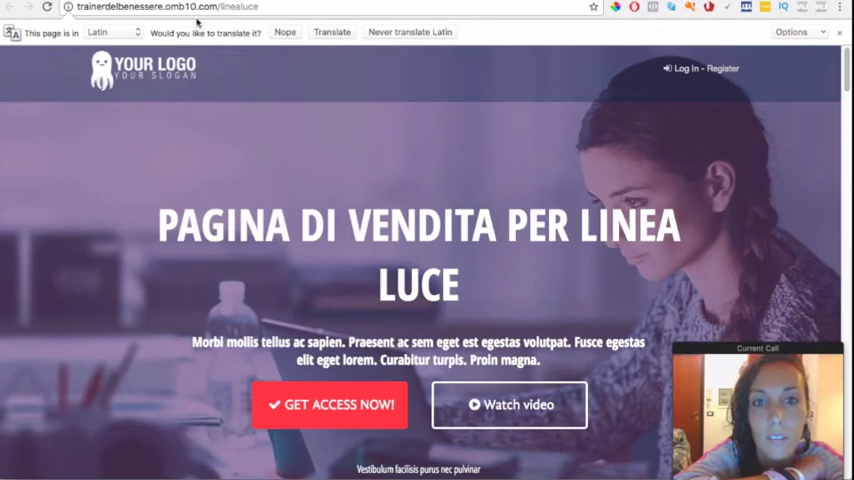 trainerdelbenessere.omb10.com/linealuce
This page is in Latin Would you like to translate it? Nope Translate Never translate Latin Options
YOUR LOGO
YOUR SLOGAN
Log In - Register
PAGINA DI VENDITA PER LINEA
LUCE
Morbi mollis tellus ac sapien. Praesent ac sem eget est egestas volutpat. Fusce egestas
elit eget lorem. Curabitur turpis. Proin magna.
GET ACCESS NOW! Watch video
Current Call
Vestibulum facilisis purus nec pulvinar